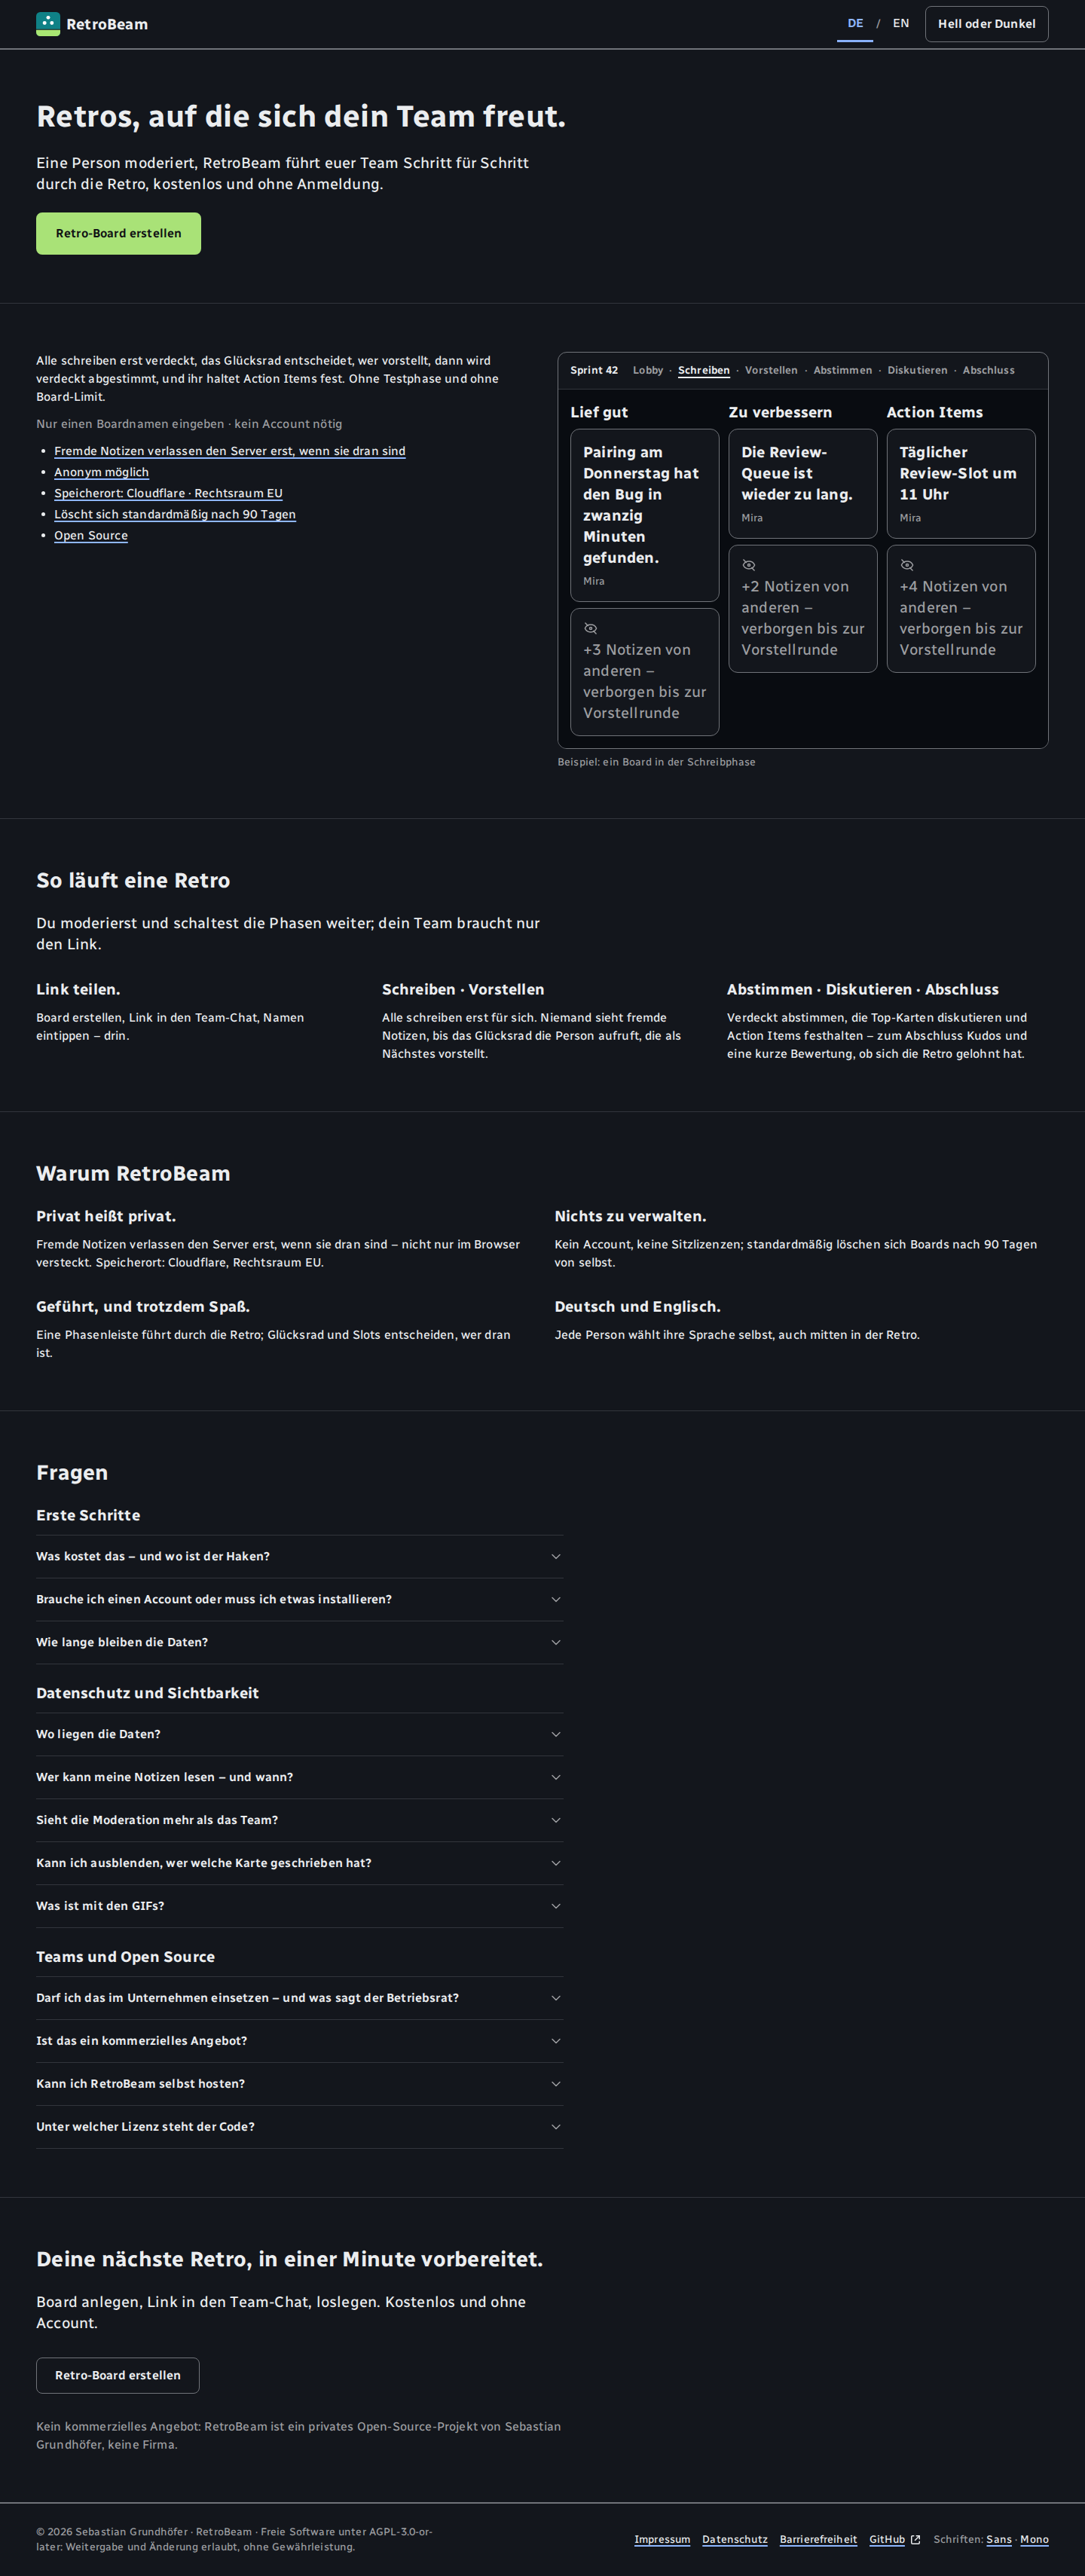 RetroBeam
DE / EN
Hell oder Dunkel
Retros, auf die sich dein Team freut.
Eine Person moderiert, RetroBeam führt euer Team Schritt für Schritt
durch die Retro, kostenlos und ohne Anmeldung.
Retro-Board erstellen
Alle schreiben erst verdeckt, das Glücksrad entscheidet, wer vorstellt, dann wird
verdeckt abgestimmt, und ihr haltet Action Items fest. Ohne Testphase und ohne
Board-Limit.
Nur einen Boardnamen eingeben · kein Account nötig
• Fremde Notizen verlassen den Server erst, wenn sie dran sind
• Anonym möglich
• Speicherort: Cloudflare · Rechtsraum EU
• Löscht sich standardmäßig nach 90 Tagen
• Open Source
Sprint 42 Lobby · Schreiben · Vorstellen · Abstimmen · Diskutieren · Abschluss
Lief gut
Pairing am
Donnerstag hat
den Bug in
zwanzig
Minuten
gefunden.
Mira
+3 Notizen von
anderen –
verborgen bis zur
Vorstellrunde
Zu verbessern
Die Review-
Queue ist
wieder zu lang.
Mira
+2 Notizen von
anderen –
verborgen bis zur
Vorstellrunde
Action Items
Täglicher
Review-Slot um
11 Uhr
Mira
+4 Notizen von
anderen –
verborgen bis zur
Vorstellrunde
Beispiel: ein Board in der Schreibphase
So läuft eine Retro
Du moderierst und schaltest die Phasen weiter; dein Team braucht nur
den Link.
Link teilen.
Board erstellen, Link in den Team-Chat, Namen
eintippen – drin.
Schreiben · Vorstellen
Alle schreiben erst für sich. Niemand sieht fremde
Notizen, bis das Glücksrad die Person aufruft, die als
Nächstes vorstellt.
Abstimmen · Diskutieren · Abschluss
Verdeckt abstimmen, die Top-Karten diskutieren und
Action Items festhalten – zum Abschluss Kudos und
eine kurze Bewertung, ob sich die Retro gelohnt hat.
Warum RetroBeam
Privat heißt privat.
Fremde Notizen verlassen den Server erst, wenn sie dran sind – nicht nur im Browser
versteckt. Speicherort: Cloudflare, Rechtsraum EU.
Nichts zu verwalten.
Kein Account, keine Sitzlizenzen; standardmäßig löschen sich Boards nach 90 Tagen
von selbst.
Geführt, und trotzdem Spaß.
Eine Phasenleiste führt durch die Retro; Glücksrad und Slots entscheiden, wer dran
ist.
Deutsch und Englisch.
Jede Person wählt ihre Sprache selbst, auch mitten in der Retro.
Fragen
Erste Schritte
Was kostet das – und wo ist der Haken?
Brauche ich einen Account oder muss ich etwas installieren?
Wie lange bleiben die Daten?
Datenschutz und Sichtbarkeit
Wo liegen die Daten?
Wer kann meine Notizen lesen – und wann?
Sieht die Moderation mehr als das Team?
Kann ich ausblenden, wer welche Karte geschrieben hat?
Was ist mit den GIFs?
Teams und Open Source
Darf ich das im Unternehmen einsetzen – und was sagt der Betriebsrat?
Ist das ein kommerzielles Angebot?
Kann ich RetroBeam selbst hosten?
Unter welcher Lizenz steht der Code?
Deine nächste Retro, in einer Minute vorbereitet.
Board anlegen, Link in den Team-Chat, loslegen. Kostenlos und ohne
Account.
Retro-Board erstellen
Kein kommerzielles Angebot: RetroBeam ist ein privates Open-Source-Projekt von Sebastian
Grundhöfer, keine Firma.
© 2026 Sebastian Grundhöfer · RetroBeam · Freie Software unter AGPL-3.0-or-
later: Weitergabe und Änderung erlaubt, ohne Gewährleistung.
Impressum Datenschutz Barrierefreiheit GitHub Schriften: Sans · Mono